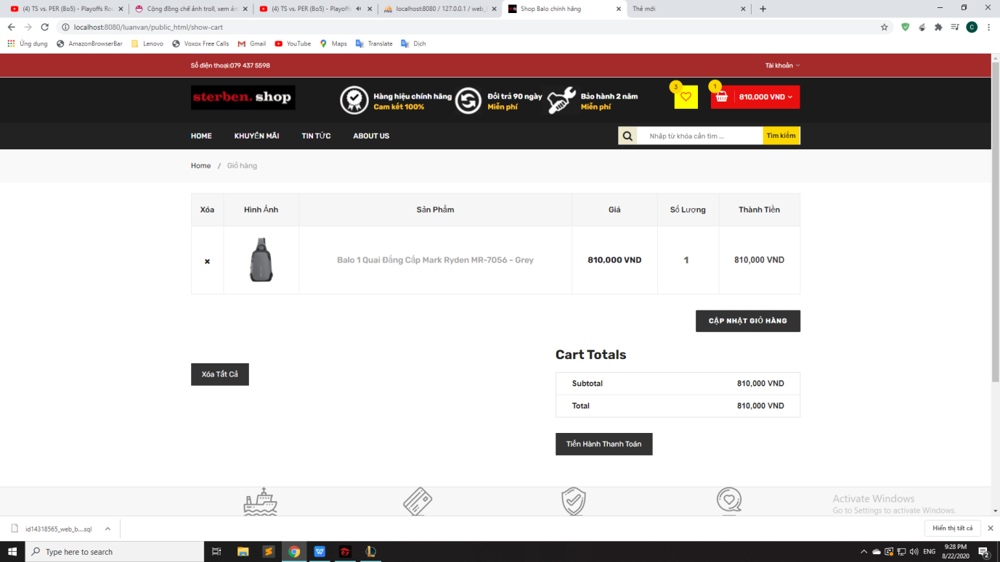 (4) TS vs. PER (Bo5) - Playoffs Rou
Cộng đồng chế ảnh troll, xem ản
(4) TS vs. PER (Bo5) - Playoffs
localhost:8080 / 127.0.0.1 / web_b
Shop Balo chính hãng
Thẻ mới
localhost:8080/luanvan/public_html/show-cart
C
Ứng dụng
AmazonBrowserBar
Lenovo
Voxox Free Calls
Gmail
YouTube
Maps
Translate
Dịch
Số điện thoại:079 437 5598
Tài khoản
sterben. shop
Hàng hiệu chính hãng
Cam kết 100%
Đổi trả 90 ngày
Miễn phí
Bảo hành 2 năm
Miễn phí
3
1
810,000 VND
HOME
KHUYẾN MÃI
TIN TỨC
ABOUT US
Nhập từ khóa cần tìm ...
Tìm kiếm
Home / Giỏ hàng
Xóa
Hình Ảnh
Sản Phẩm
Giá
Số Lượng
Thành Tiền
Balo 1 Quai Đẳng Cấp Mark Ryden MR-7056 - Grey
810,000 VND
1
810,000 VND
CẬP NHẬT GIỎ HÀNG
Cart Totals
Xóa Tất Cả
Subtotal
810,000 VND
Total
810,000 VND
Tiến Hành Thanh Toán
Activate Windows
Go to Settings to activate Windows.
id14318565_web_b....sql
Hiển thị tất cả
Type here to search
ENG
9:28 PM
8/22/2020
2